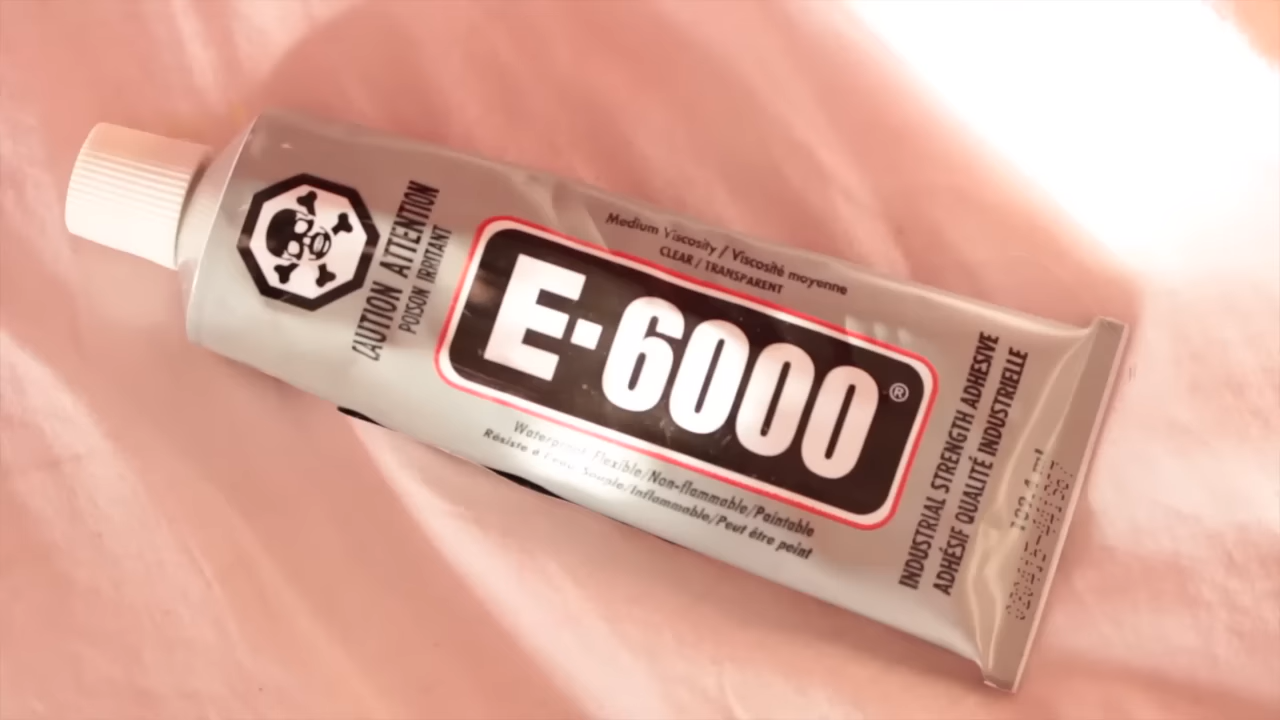 CAUTION ATTENTION
POISON IRRITANT
Medium Viscosity / Viscosité moyenne
CLEAR / TRANSPARENT
E-6000®
Waterproof/Flexible/Non-flammable/Paintable
Résiste à l'eau/Souple/Inflammable/Peut être peint
INDUSTRIAL STRENGTH ADHESIVE
ADHÉSIF QUALITÉ INDUSTRIELLE